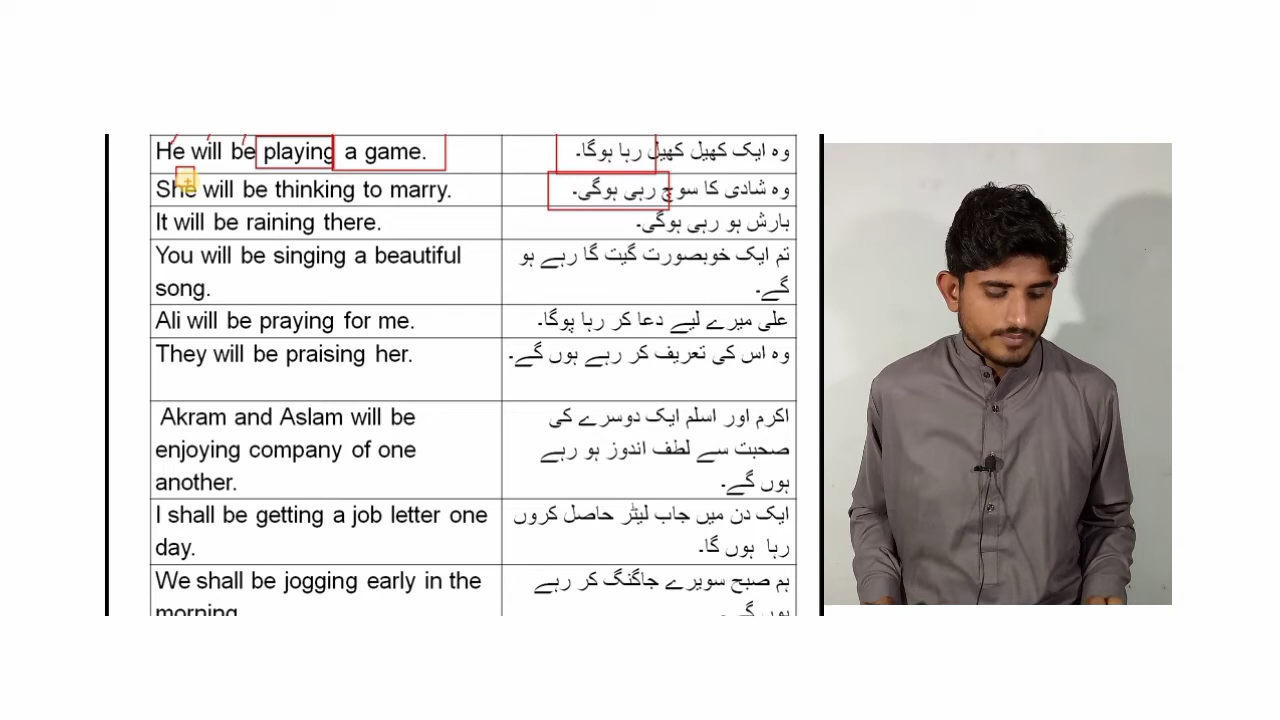 He will be playing a game.
وہ ایک کھیل کھیل رہا ہوگا۔
She will be thinking to marry.
وہ شادی کا سوچ رہی ہوگی۔
It will be raining there.
بارش ہو رہی ہوگی۔
You will be singing a beautiful
song.
تم ایک خوبصورت گیت گا رہے ہو
گے۔
Ali will be praying for me.
علی میرے لیے دعا کر رہا ہوگا۔
They will be praising her.
وہ اس کی تعریف کر رہے ہوں گے۔
Akram and Aslam will be
enjoying company of one
another.
اکرم اور اسلم ایک دوسرے کی
صحبت سے لطف اندوز ہو رہے
ہوں گے۔
I shall be getting a job letter one
day.
ایک دن میں جاب لیٹر حاصل کروں
رہا ہوں گا۔
We shall be jogging early in the
morning
ہم صبح سویرے جاگنگ کر رہے
ہوں گے